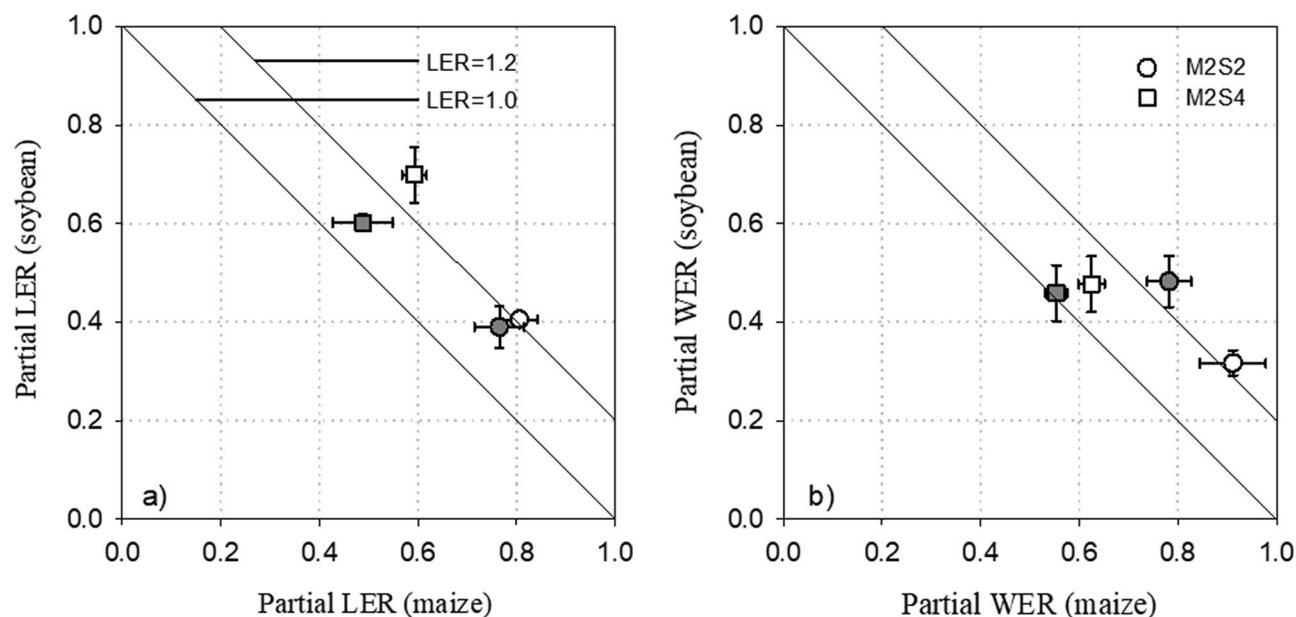 1.0
0.8
0.6
0.4
0.2
0.0
Partial LER (soybean)
LER=1.2
LER=1.0
a)
0.0 0.2 0.4 0.6 0.8 1.0
Partial LER (maize)
1.0
0.8
0.6
0.4
0.2
0.0
Partial WER (soybean)
M2S2
M2S4
b)
0.0 0.2 0.4 0.6 0.8 1.0
Partial WER (maize)